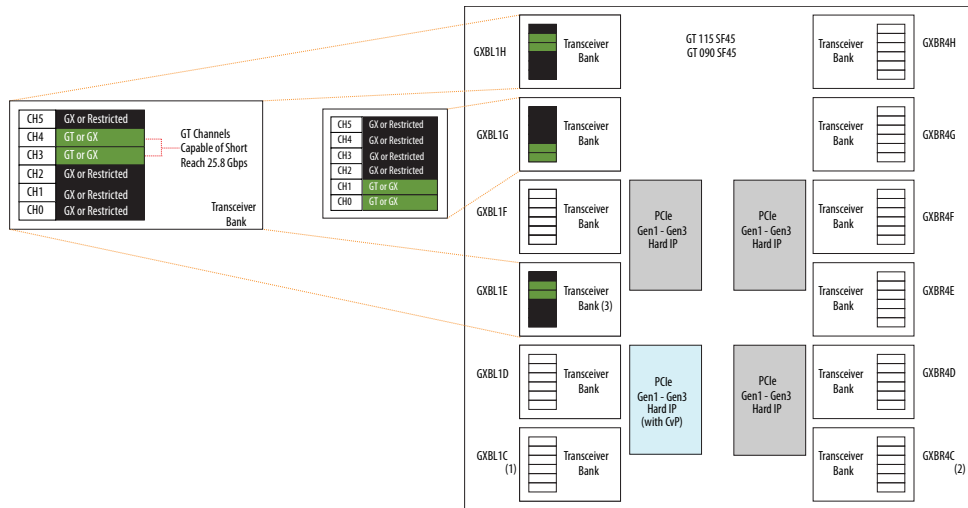 GT 115 SF45
GT 090 SF45
GXBL1H
Transceiver
Bank
Transceiver
Bank
GXBR4H
CH5 GX or Restricted
CH4 GT or GX
CH3 GT or GX
CH2 GX or Restricted
CH1 GX or Restricted
CH0 GX or Restricted
GT Channels
Capable of Short
Reach 25.8 Gbps
Transceiver
Bank
CH5 GX or Restricted
CH4 GX or Restricted
CH3 GX or Restricted
CH2 GX or Restricted
CH1 GT or GX
CH0 GT or GX
GXBL1G
Transceiver
Bank
Transceiver
Bank
GXBR4G
GXBL1F
Transceiver
Bank
PCIe
Gen1 - Gen3
Hard IP
PCIe
Gen1 - Gen3
Hard IP
Transceiver
Bank
GXBR4F
GXBL1E
Transceiver
Bank (3)
Transceiver
Bank
GXBR4E
GXBL1D
Transceiver
Bank
PCIe
Gen1 - Gen3
Hard IP
(with CvP)
PCIe
Gen1 - Gen3
Hard IP
Transceiver
Bank
GXBR4D
GXBL1C
(1)
Transceiver
Bank
Transceiver
Bank
GXBR4C
(2)